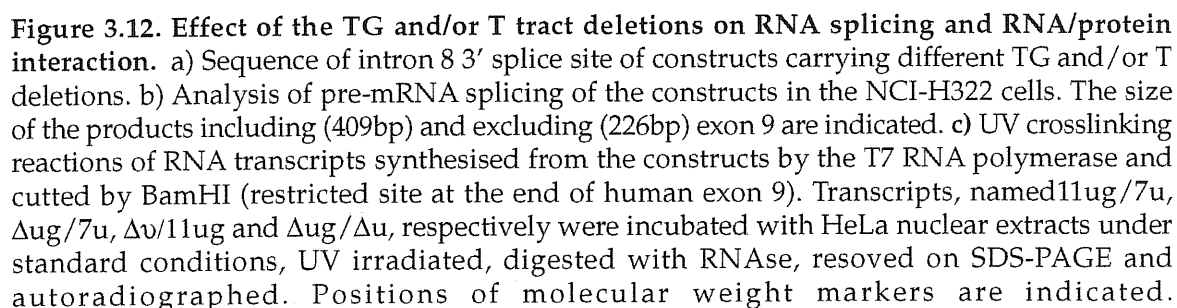 Figure 3.12. Effect of the TG and/or T tract deletions on RNA splicing and RNA/protein
interaction. a) Sequence of intron 8 3′ splice site of constructs carrying different TG and/or T
deletions. b) Analysis of pre-mRNA splicing of the constructs in the NCI-H322 cells. The size
of the products including (409bp) and excluding (226bp) exon 9 are indicated. c) UV crosslinking
reactions of RNA transcripts synthesised from the constructs by the T7 RNA polymerase and
cutted by BamHI (restricted site at the end of human exon 9). Transcripts, named11ug/7u,
Δug/7u, Δυ/11ug and Δug/Δu, respectively were incubated with HeLa nuclear extracts under
standard conditions, UV irradiated, digested with RNAse, resoved on SDS-PAGE and
autoradiographed. Positions of molecular weight markers are indicated.